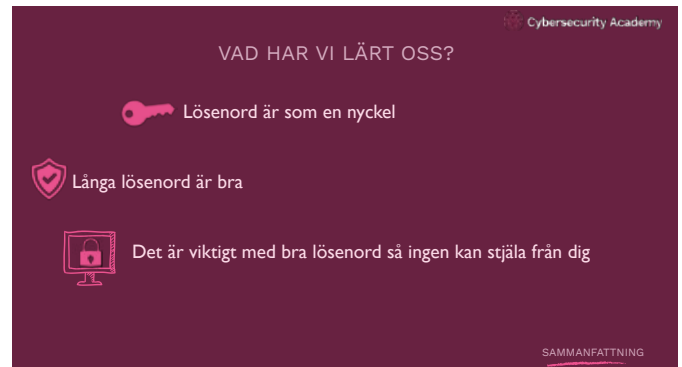 Cybersecurity Academy
VAD HAR VI LÄRT OSS?
Lösenord är som en nyckel
Långa lösenord är bra
Det är viktigt med bra lösenord så ingen kan stjäla från dig
SAMMANFATTNING